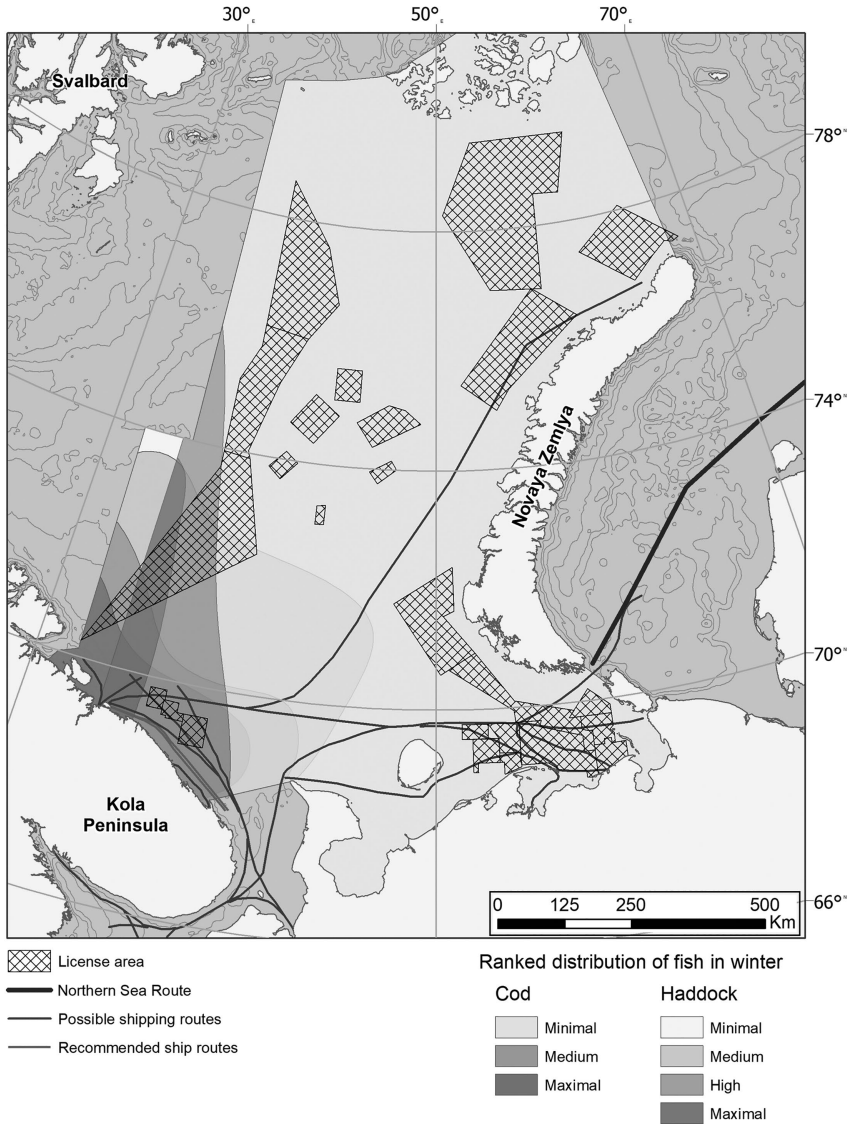 30° E 50° E 70° E
Svalbard
78° N
Novaya Zemlya
74° N
70° N
Kola
Peninsula
66° N
0 125 250 500
Km
License area
Northern Sea Route
Possible shipping routes
Recommended ship routes
Ranked distribution of fish in winter
Cod Haddock
Minimal Minimal
Medium Medium
Maximal High
Maximal